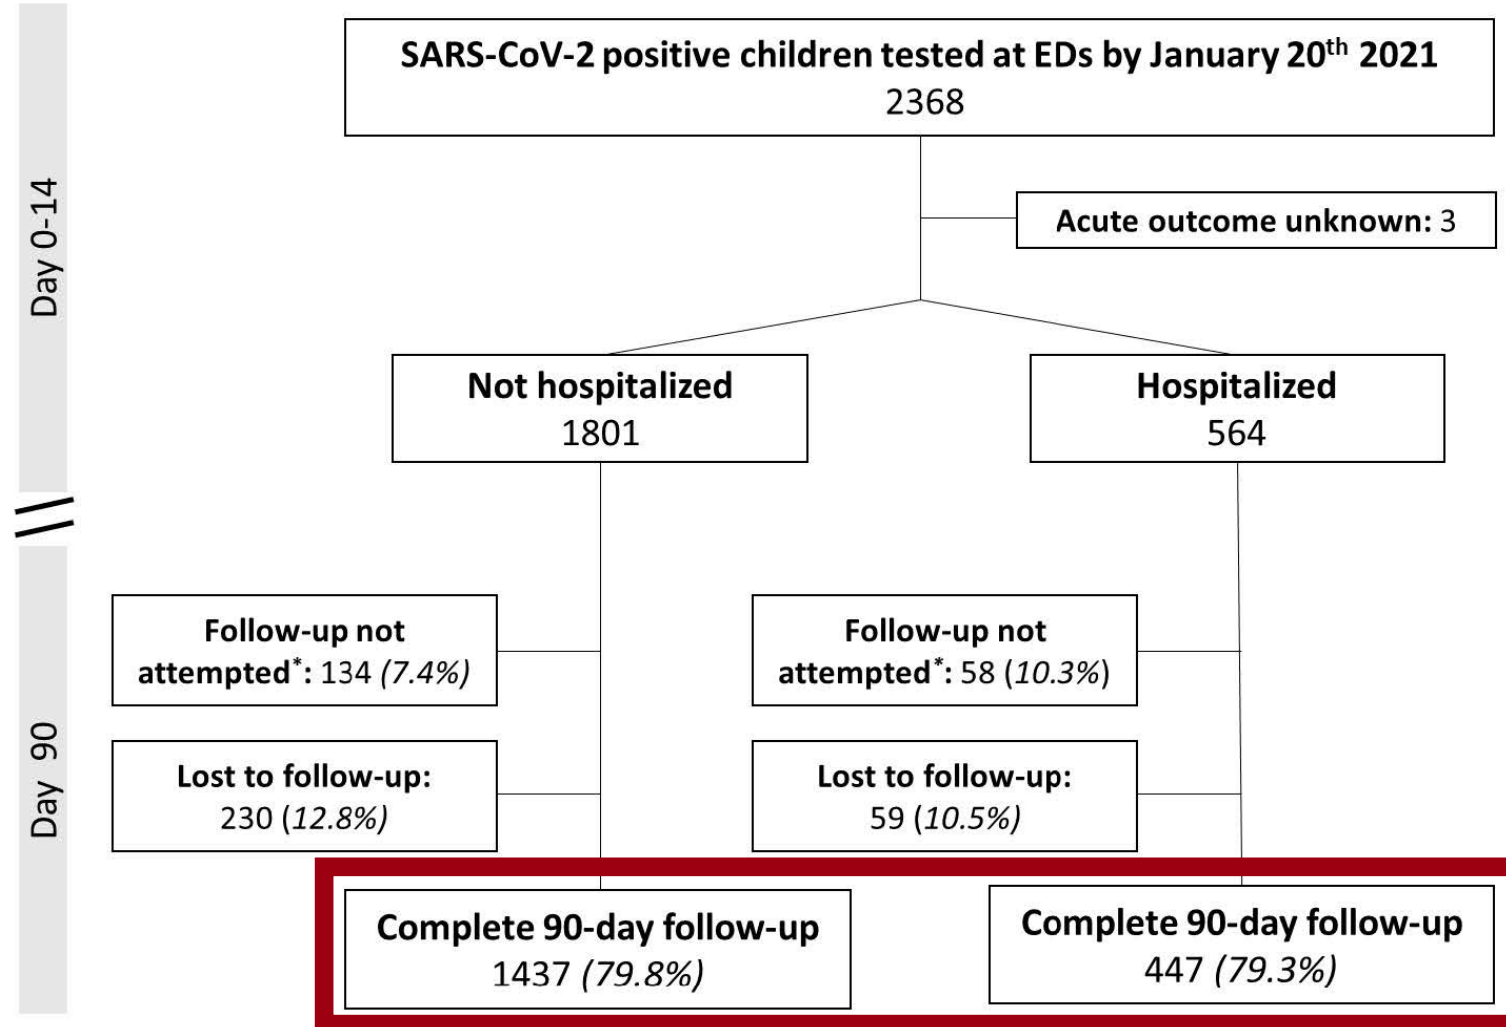 SARS-CoV-2 positive children tested at EDs by January 20th 2021
2368
Day 0-14
Acute outcome unknown: 3
Not hospitalized
1801
Hospitalized
564
Day 90
Follow-up not
attempted*: 134 (7.4%)
Follow-up not
attempted*: 58 (10.3%)
Lost to follow-up:
230 (12.8%)
Lost to follow-up:
59 (10.5%)
Complete 90-day follow-up
1437 (79.8%)
Complete 90-day follow-up
447 (79.3%)